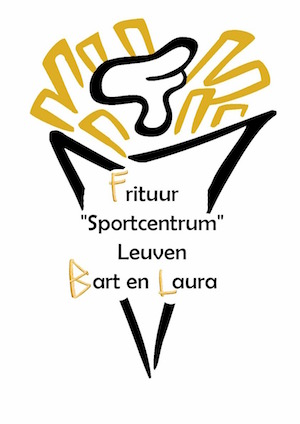 Frituur
"Sportcentrum"
Leuven
Bart en Laura